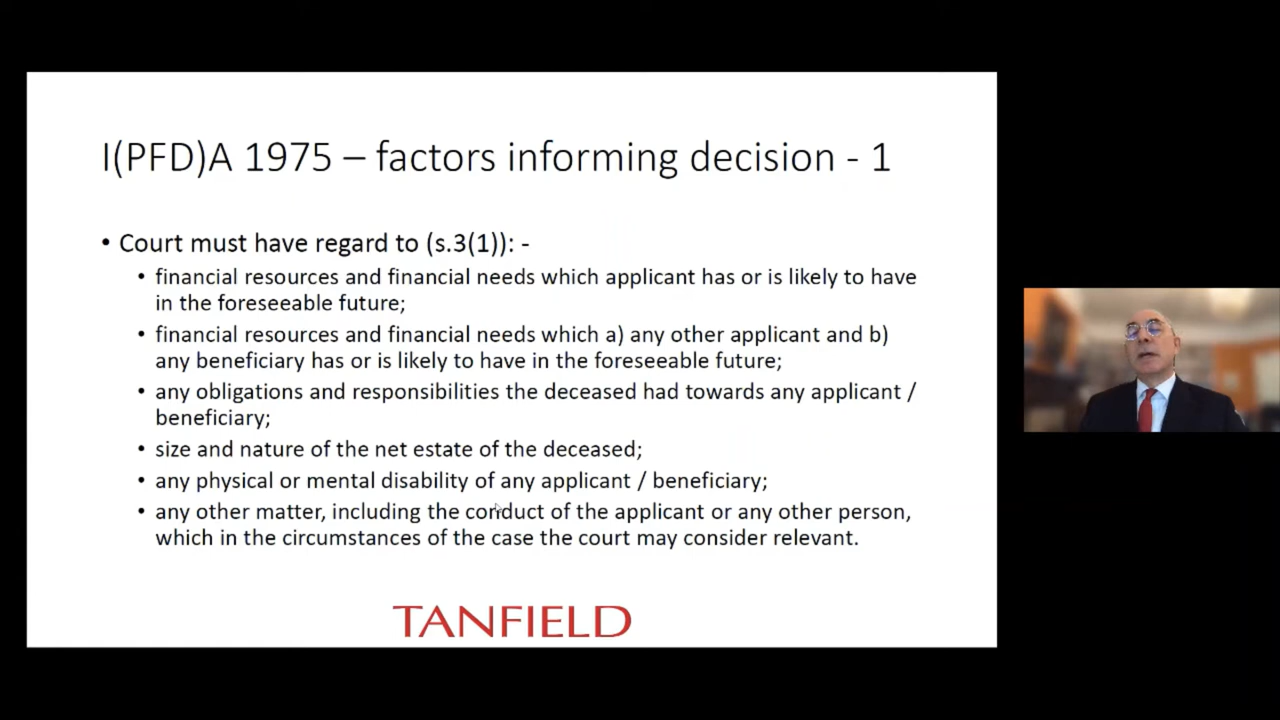 I(PFD)A 1975 – factors informing decision - 1
• Court must have regard to (s.3(1)): -
• financial resources and financial needs which applicant has or is likely to have
in the foreseeable future;
• financial resources and financial needs which a) any other applicant and b)
any beneficiary has or is likely to have in the foreseeable future;
• any obligations and responsibilities the deceased had towards any applicant /
beneficiary;
• size and nature of the net estate of the deceased;
• any physical or mental disability of any applicant / beneficiary;
• any other matter, including the conduct of the applicant or any other person,
which in the circumstances of the case the court may consider relevant.
TANFIELD